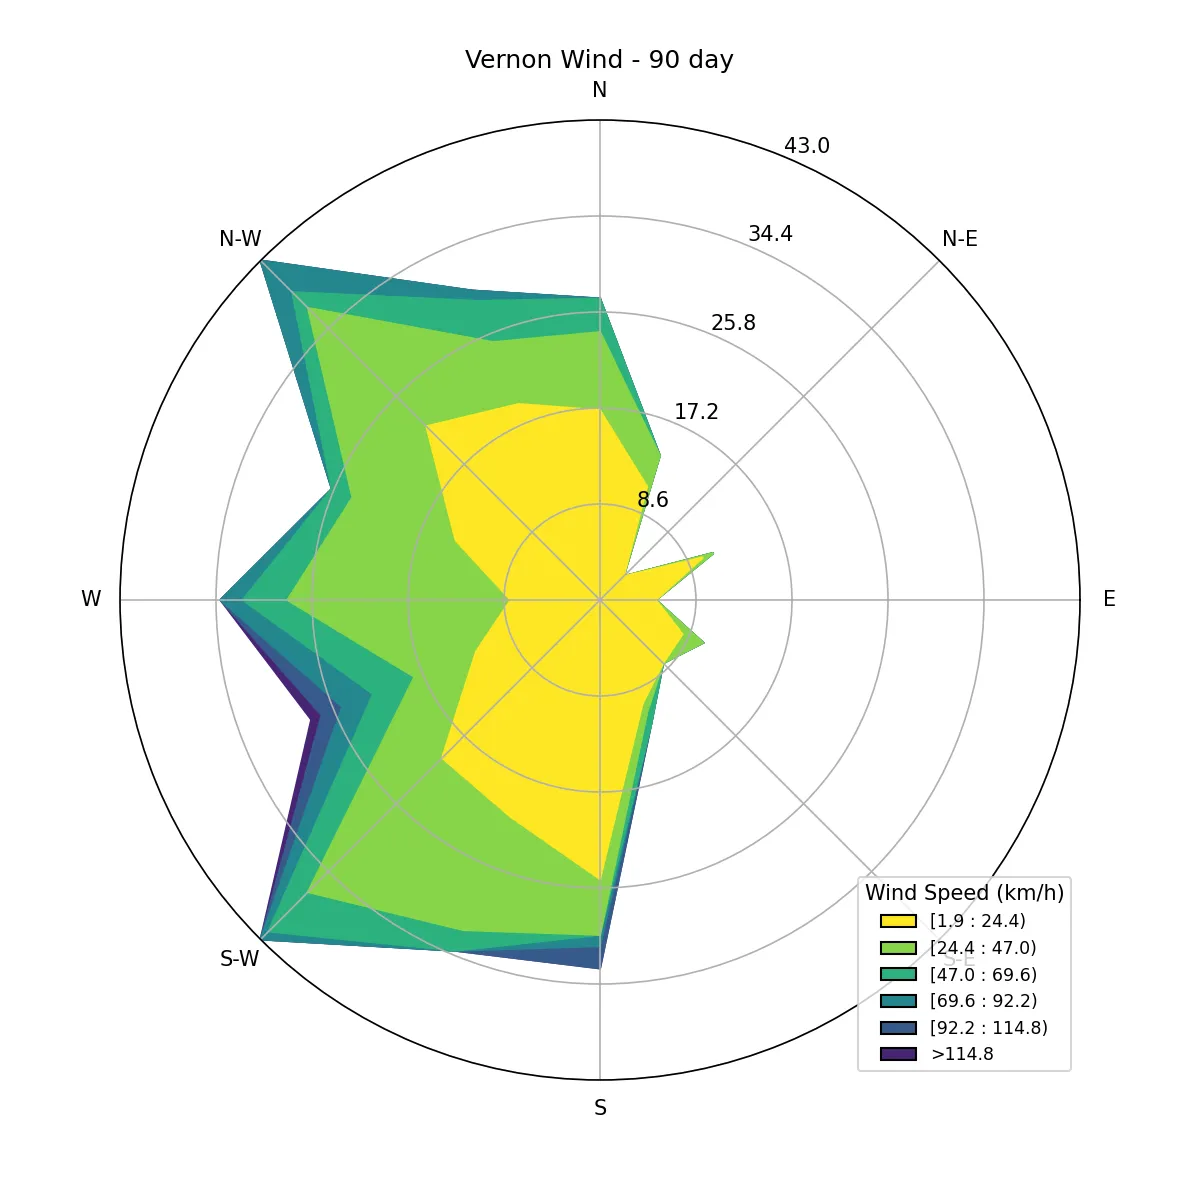 Vernon Wind - 90 day
N
43.0
34.4
N-W
N-E
25.8
17.2
8.6
W
E
S-W
S-E
Wind Speed (km/h)
[1.9 : 24.4)
[24.4 : 47.0)
[47.0 : 69.6)
[69.6 : 92.2)
[92.2 : 114.8)
>114.8
S